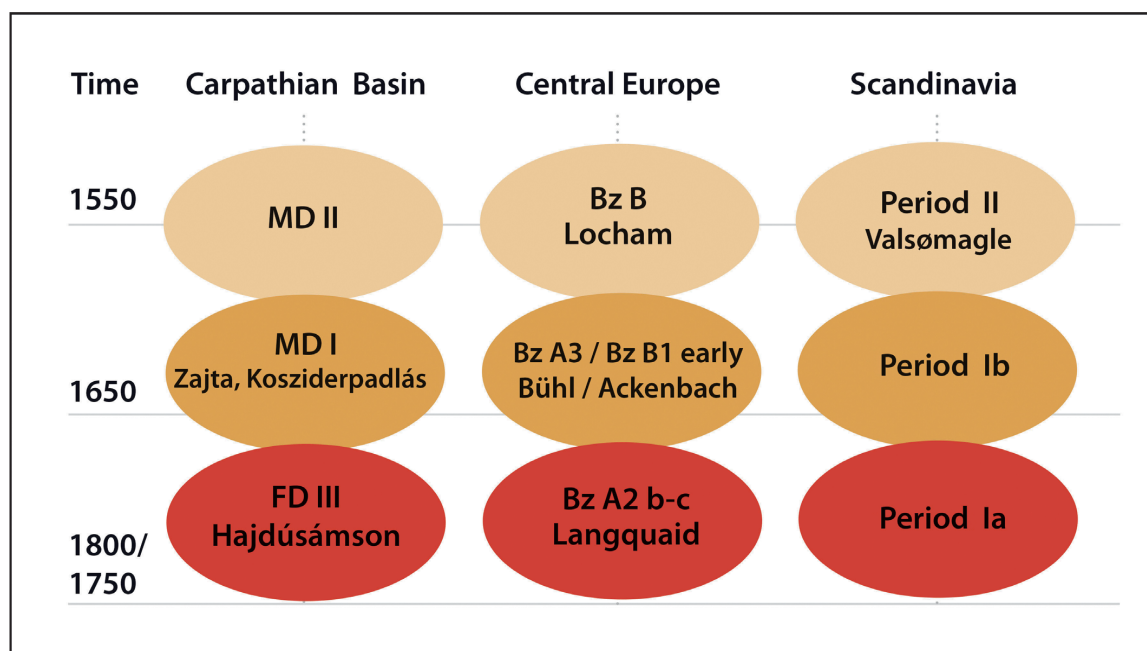 Time Carpathian Basin Central Europe Scandinavia
1550
MD II
Bz B
Locham
Period II
Valsømagle
MD I
Zajta, Kosziderpadlás
Bz A3 / Bz B1 early
Bühl / Ackenbach
Period Ib
1650
FD III
Hajdúsámson
Bz A2 b-c
Langquaid
Period Ia
1800/
1750